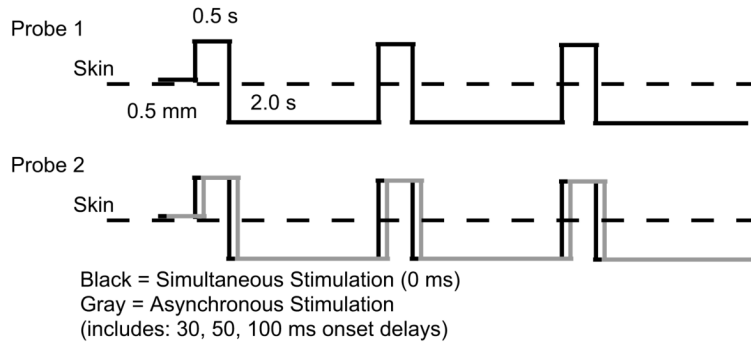 0.5 s
Probe 1
Skin
0.5 mm
2.0 s
Probe 2
Skin
Black = Simultaneous Stimulation (0 ms)
Gray = Asynchronous Stimulation
(includes: 30, 50, 100 ms onset delays)